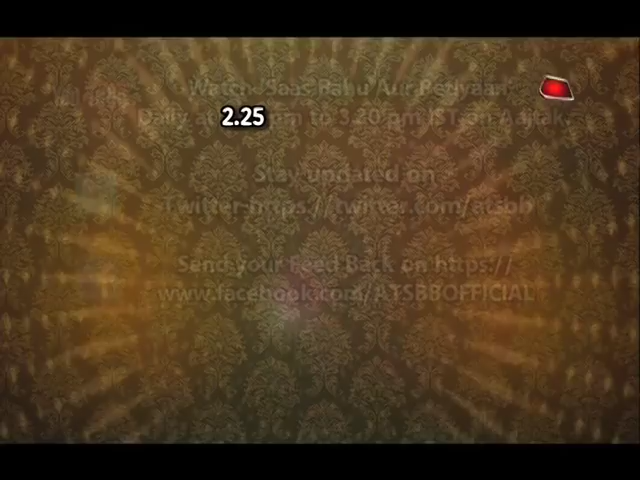 Watch- Saas Bahu Aur Betiyaan
Daily at 2.25 pm to 3.20 pm IST on Aajtak.
Stay updated on
Twitter-https://twitter.com/atsbb
Send your Feed Back on https://
www.facebook.com/ATSBBOFFICIAL